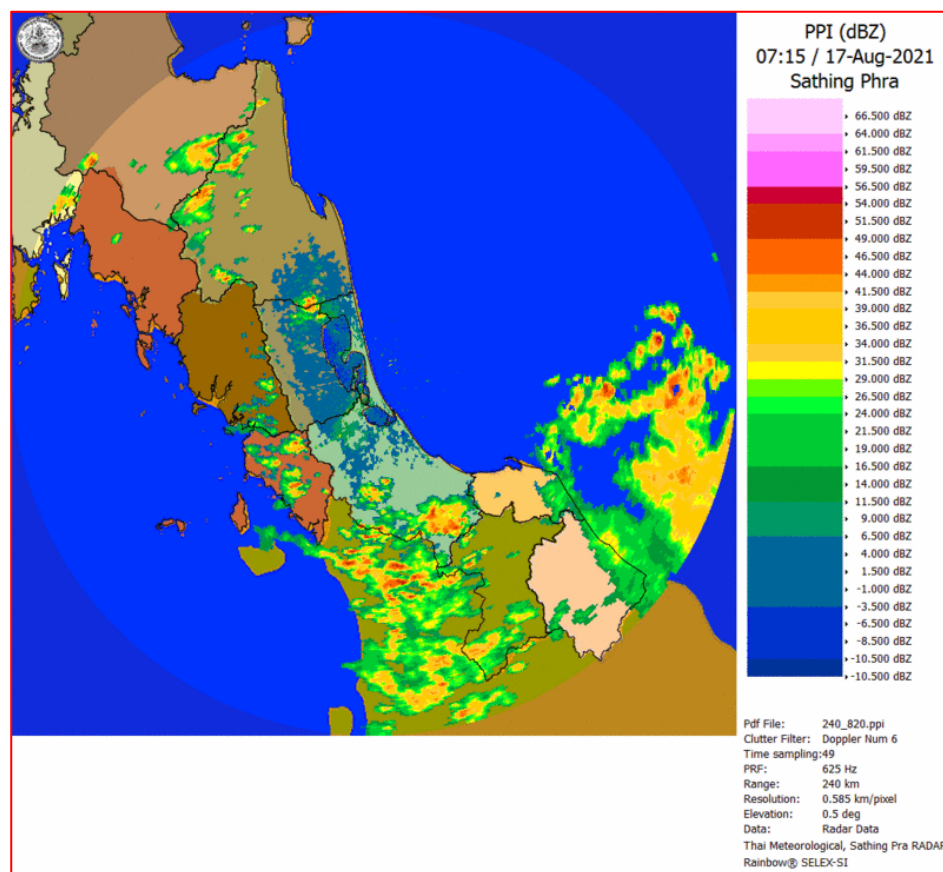 PPI (dBZ)
07:15 / 17-Aug-2021
Sathing Phra
66.500 dBZ
64.000 dBZ
61.500 dBZ
59.500 dBZ
56.500 dBZ
54.000 dBZ
51.500 dBZ
49.000 dBZ
46.500 dBZ
44.000 dBZ
41.500 dBZ
39.000 dBZ
36.500 dBZ
34.000 dBZ
31.500 dBZ
29.000 dBZ
26.500 dBZ
24.000 dBZ
21.500 dBZ
19.000 dBZ
16.500 dBZ
14.000 dBZ
11.500 dBZ
9.000 dBZ
6.500 dBZ
4.000 dBZ
1.500 dBZ
-1.000 dBZ
-3.500 dBZ
-6.500 dBZ
-8.500 dBZ
-10.500 dBZ
-10.500 dBZ
Pdf File: 240_820.ppi
Clutter Filter: Doppler Num 6
Time sampling:49
PRF: 625 Hz
Range: 240 km
Resolution: 0.585 km/pixel
Elevation: 0.5 deg
Data: Radar Data
Thai Meteorological, Sathing Pra RADAR
Rainbow® SELEX-SI